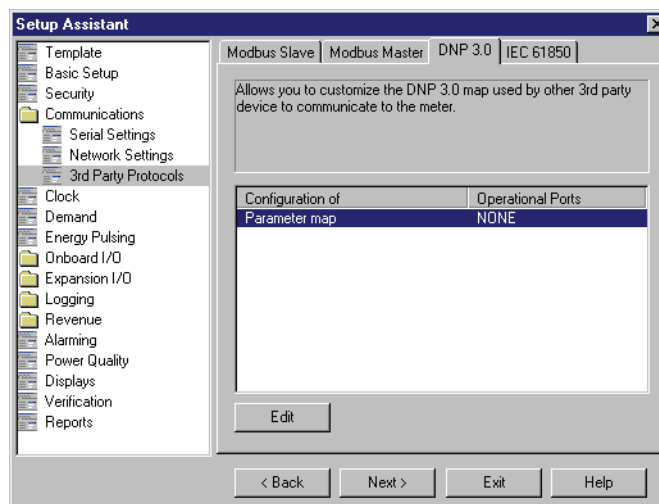 Setup Assistant
Template
Basic Setup
Security
Communications
Serial Settings
Network Settings
3rd Party Protocols
Clock
Demand
Energy Pulsing
Onboard I/O
Expansion I/O
Logging
Revenue
Alarming
Power Quality
Displays
Verification
Reports
Modbus Slave Modbus Master DNP 3.0 IEC 61850
Allows you to customize the DNP 3.0 map used by other 3rd party
device to communicate to the meter.
Configuration of Operational Ports
Parameter map NONE
Edit
< Back Next > Exit Help